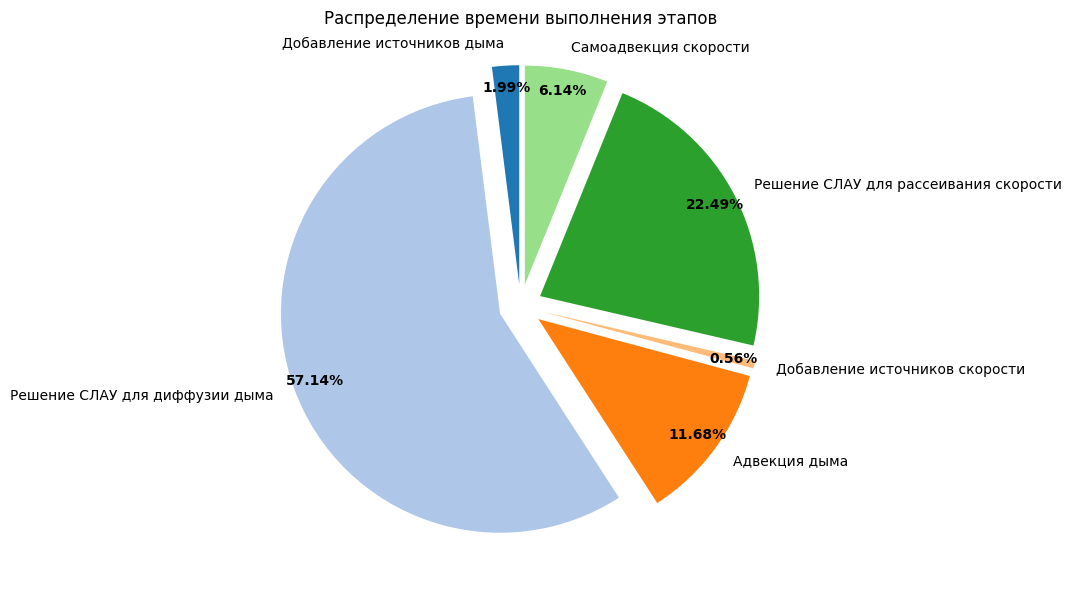 Распределение времени выполнения этапов
Добавление источников дыма
Самоадвекция скорости
1.99%
6.14%
Решение СЛАУ для рассеивания скорости
22.49%
0.56%
Добавление источников скорости
57.14%
Решение СЛАУ для диффузии дыма
11.68%
Адвекция дыма